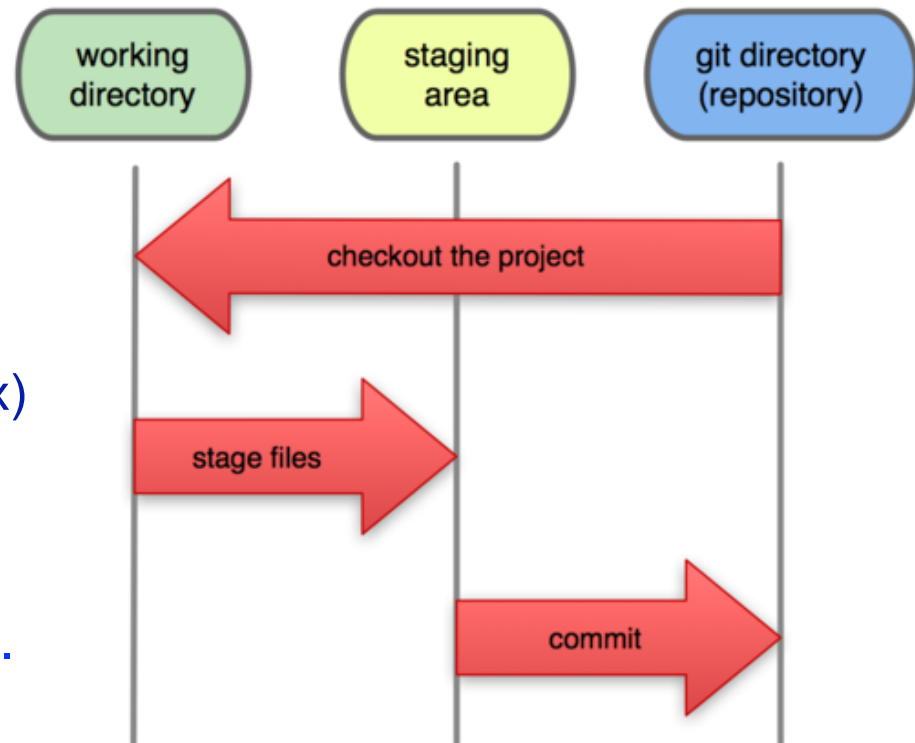 working
directory
staging
area
git directory
(repository)
checkout the project
x)
stage files
commit
.